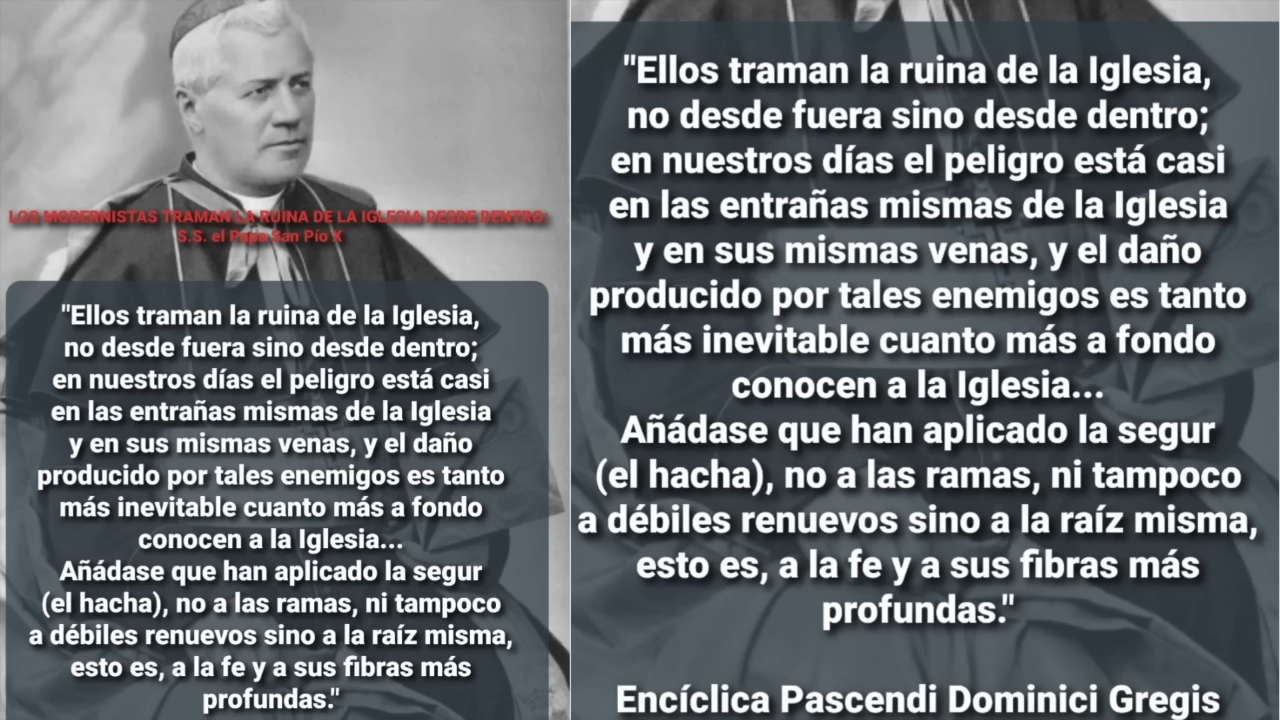 LOS MODERNISTAS TRAMAN LA RUINA DE LA IGLESIA DESDE DENTRO.
S.S. el Papa San Pío X
"Ellos traman la ruina de la Iglesia,
no desde fuera sino desde dentro;
en nuestros días el peligro está casi
en las entrañas mismas de la Iglesia
y en sus mismas venas, y el daño
producido por tales enemigos es tanto
más inevitable cuanto más a fondo
conocen a la Iglesia...
Añádase que han aplicado la segur
(el hacha), no a las ramas, ni tampoco
a débiles renuevos sino a la raíz misma,
esto es, a la fe y a sus fibras más
profundas."
"Ellos traman la ruina de la Iglesia,
no desde fuera sino desde dentro;
en nuestros días el peligro está casi
en las entrañas mismas de la Iglesia
y en sus mismas venas, y el daño
producido por tales enemigos es tanto
más inevitable cuanto más a fondo
conocen a la Iglesia...
Añádase que han aplicado la segur
(el hacha), no a las ramas, ni tampoco
a débiles renuevos sino a la raíz misma,
esto es, a la fe y a sus fibras más
profundas."
Encíclica Pascendi Dominici Gregis